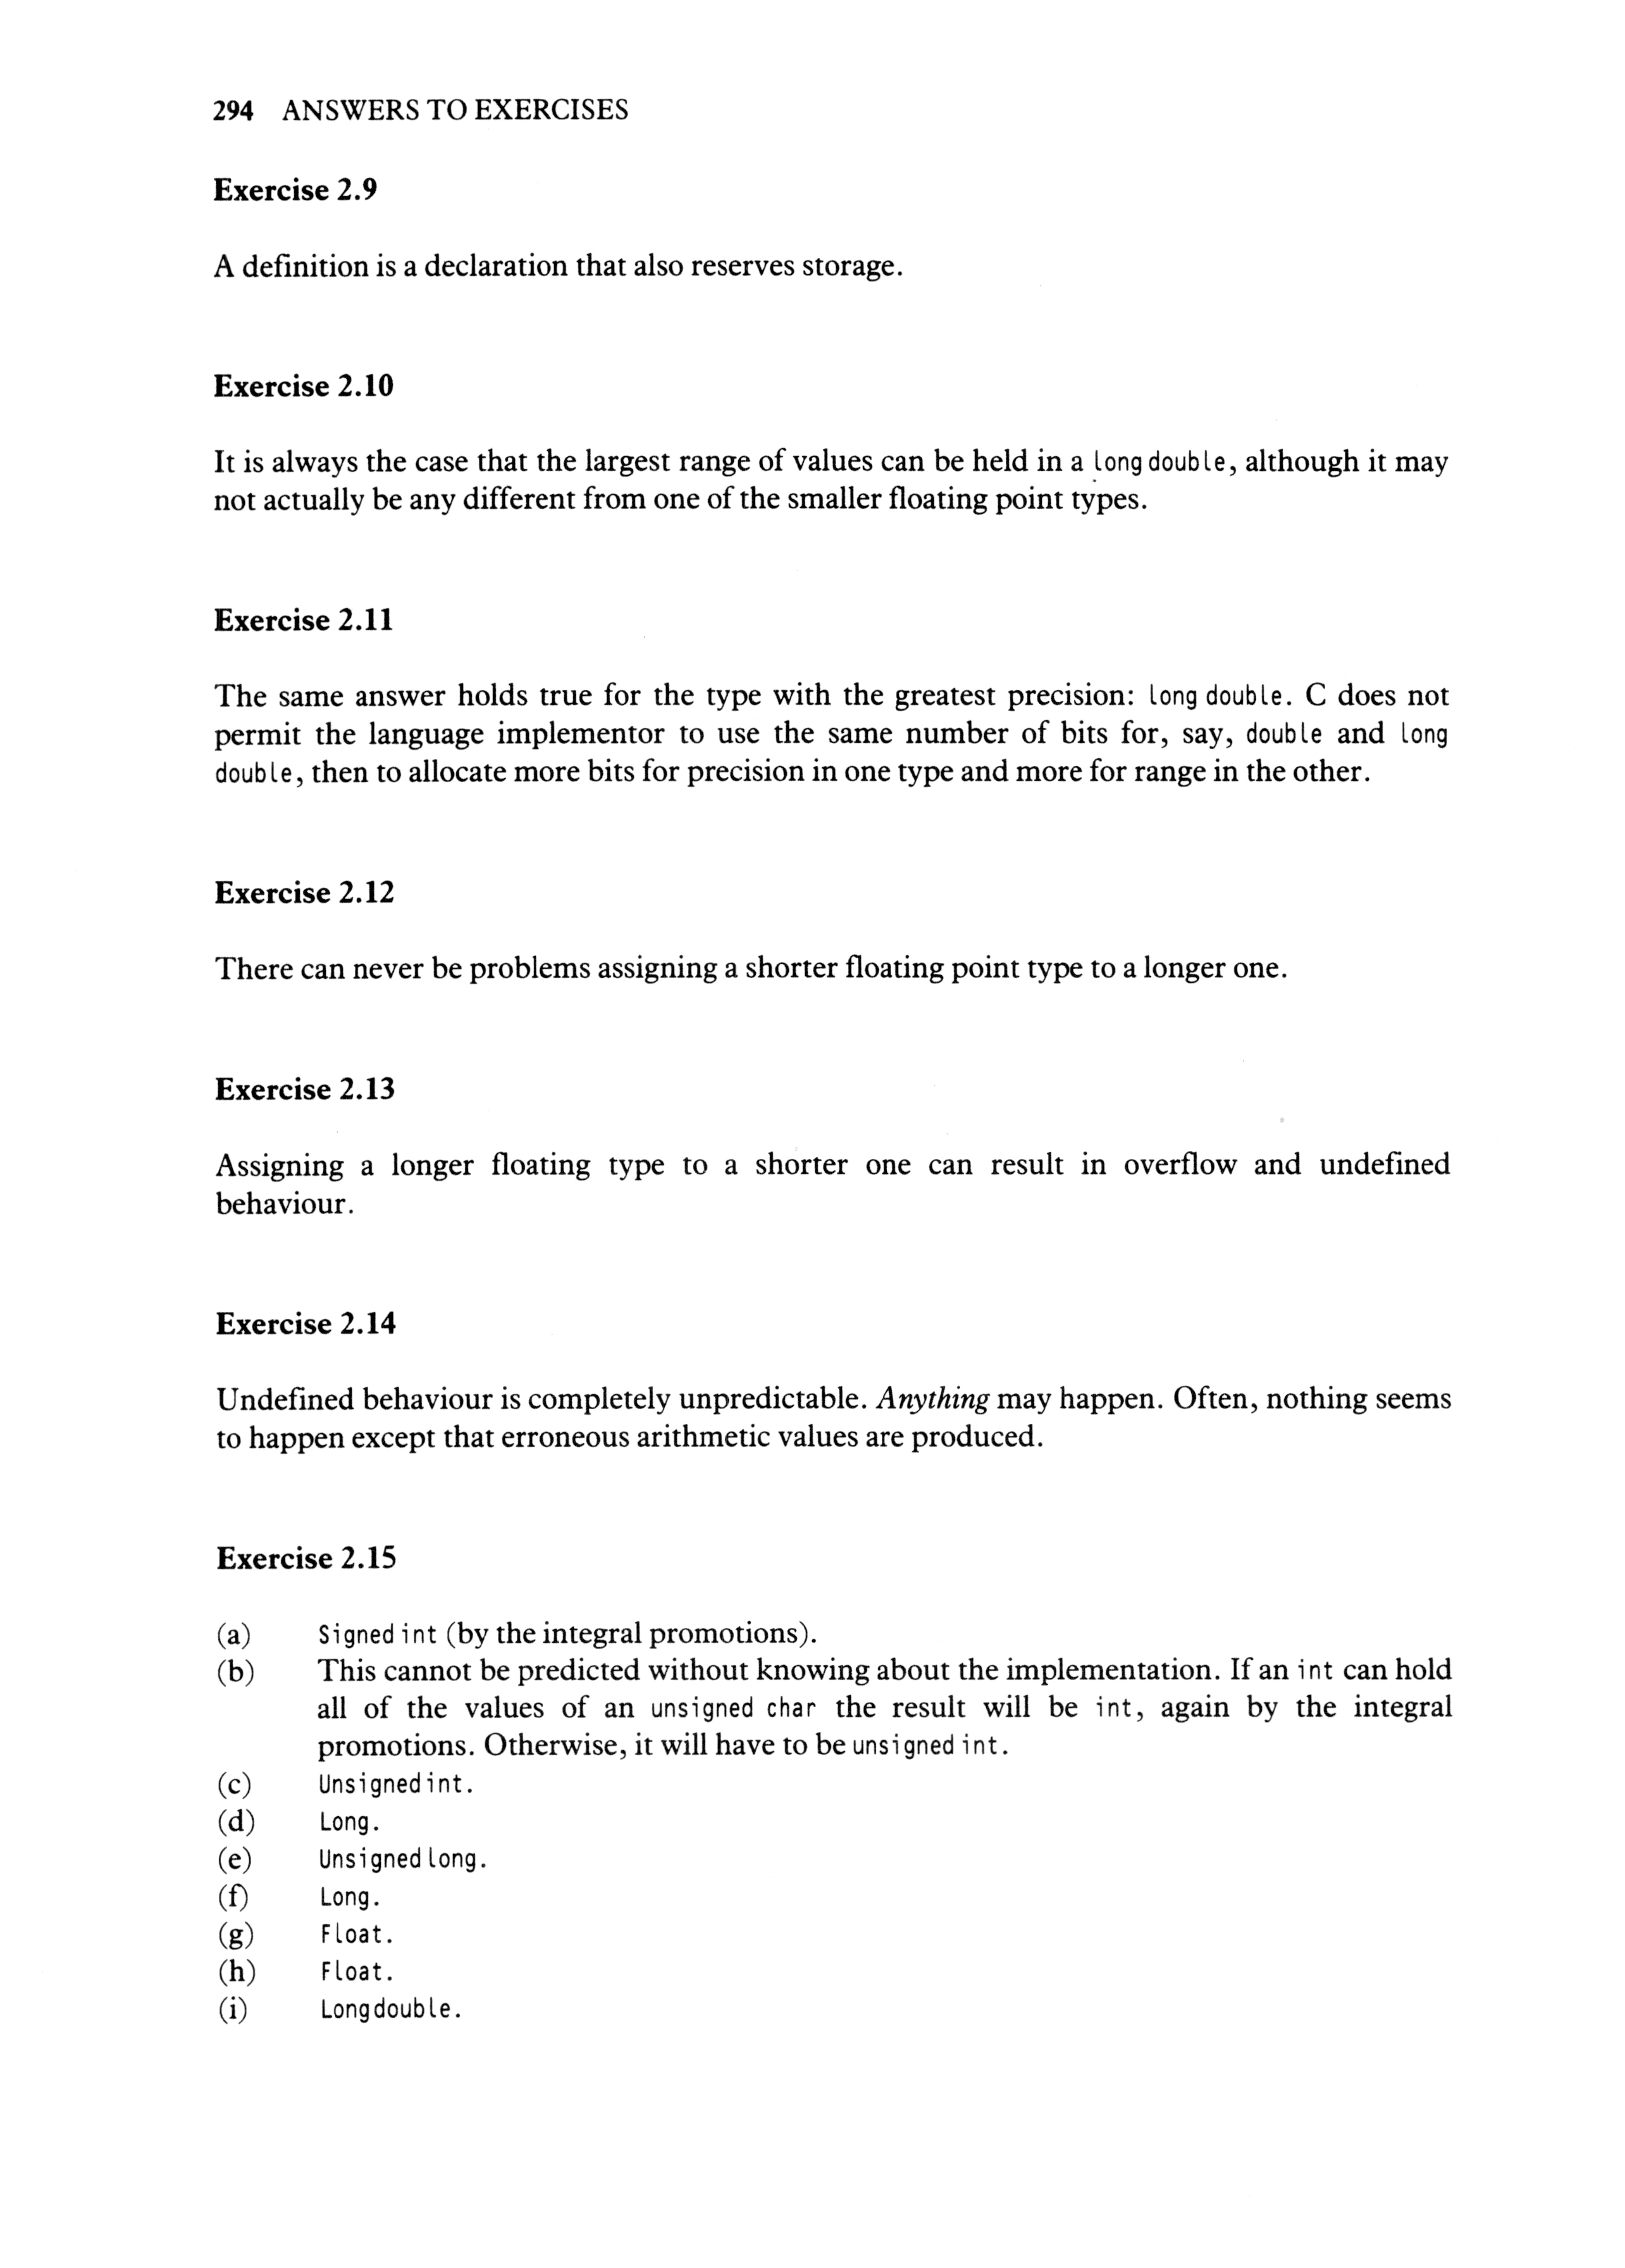 294 ANSWERS TO EXERCISES
Exercise 2.9
A definition is a declaration that also reserves storage.
Exercise 2.10
It is always the case that the largest range of values can be held in a long double, although it may
not actually be any different from one of the smaller floating point types.
Exercise 2.11
The same answer holds true for the type with the greatest precision: long double. C does not
permit the language implementor to use the same number of bits for, say, double and long
double, then to allocate more bits for precision in one type and more for range in the other.
Exercise 2.12
There can never be problems assigning a shorter floating point type to a longer one.
Exercise 2.13
Assigning a longer floating type to a shorter one can result in overflow and undefined
behaviour.
Exercise 2.14
Undefined behaviour is completely unpredictable. Anything may happen. Often, nothing seems
to happen except that erroneous arithmetic values are produced.
Exercise 2.15
(a) Signed int (by the integral promotions).
(b) This cannot be predicted without knowing about the implementation. If an int can hold
all of the values of an unsigned char the result will be int, again by the integral
promotions. Otherwise, it will have to be unsigned int.
(c) Unsigned int.
(d) Long.
(e) Unsigned long.
(f) Long.
(g) Float.
(h) Float.
(i) Long double.